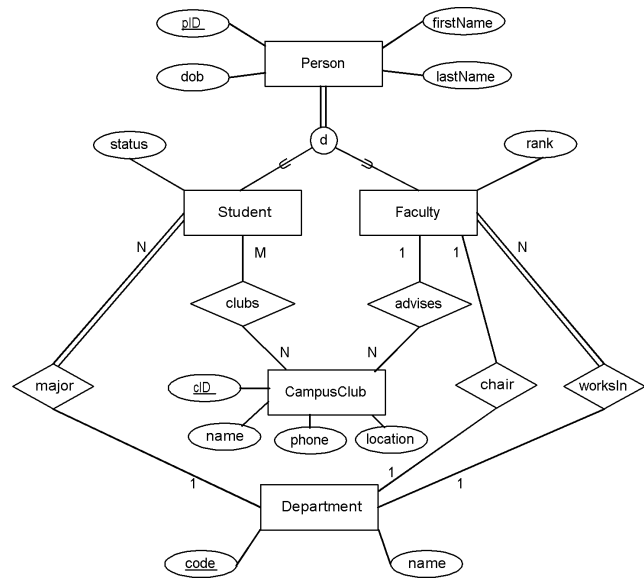 pID
firstName
Person
dob
lastName
d
status
rank
Student
Faculty
N
M
1
1
N
clubs
advises
N
N
major
cID
CampusClub
chair
worksIn
name
phone
location
1
1
1
Department
code
name